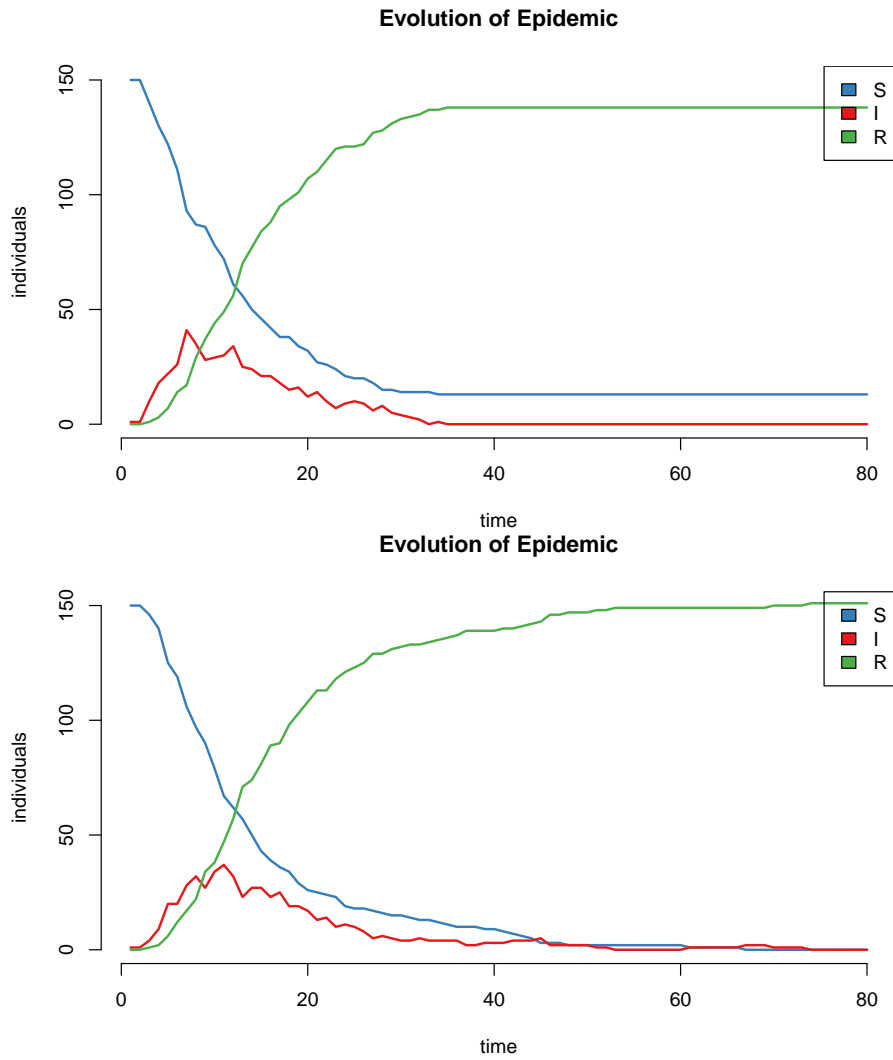 Evolution of Epidemic
150
100
50
0
individuals
S
I
R
0 20 40 60 80
time
Evolution of Epidemic
150
100
50
0
individuals
S
I
R
0 20 40 60 80
time